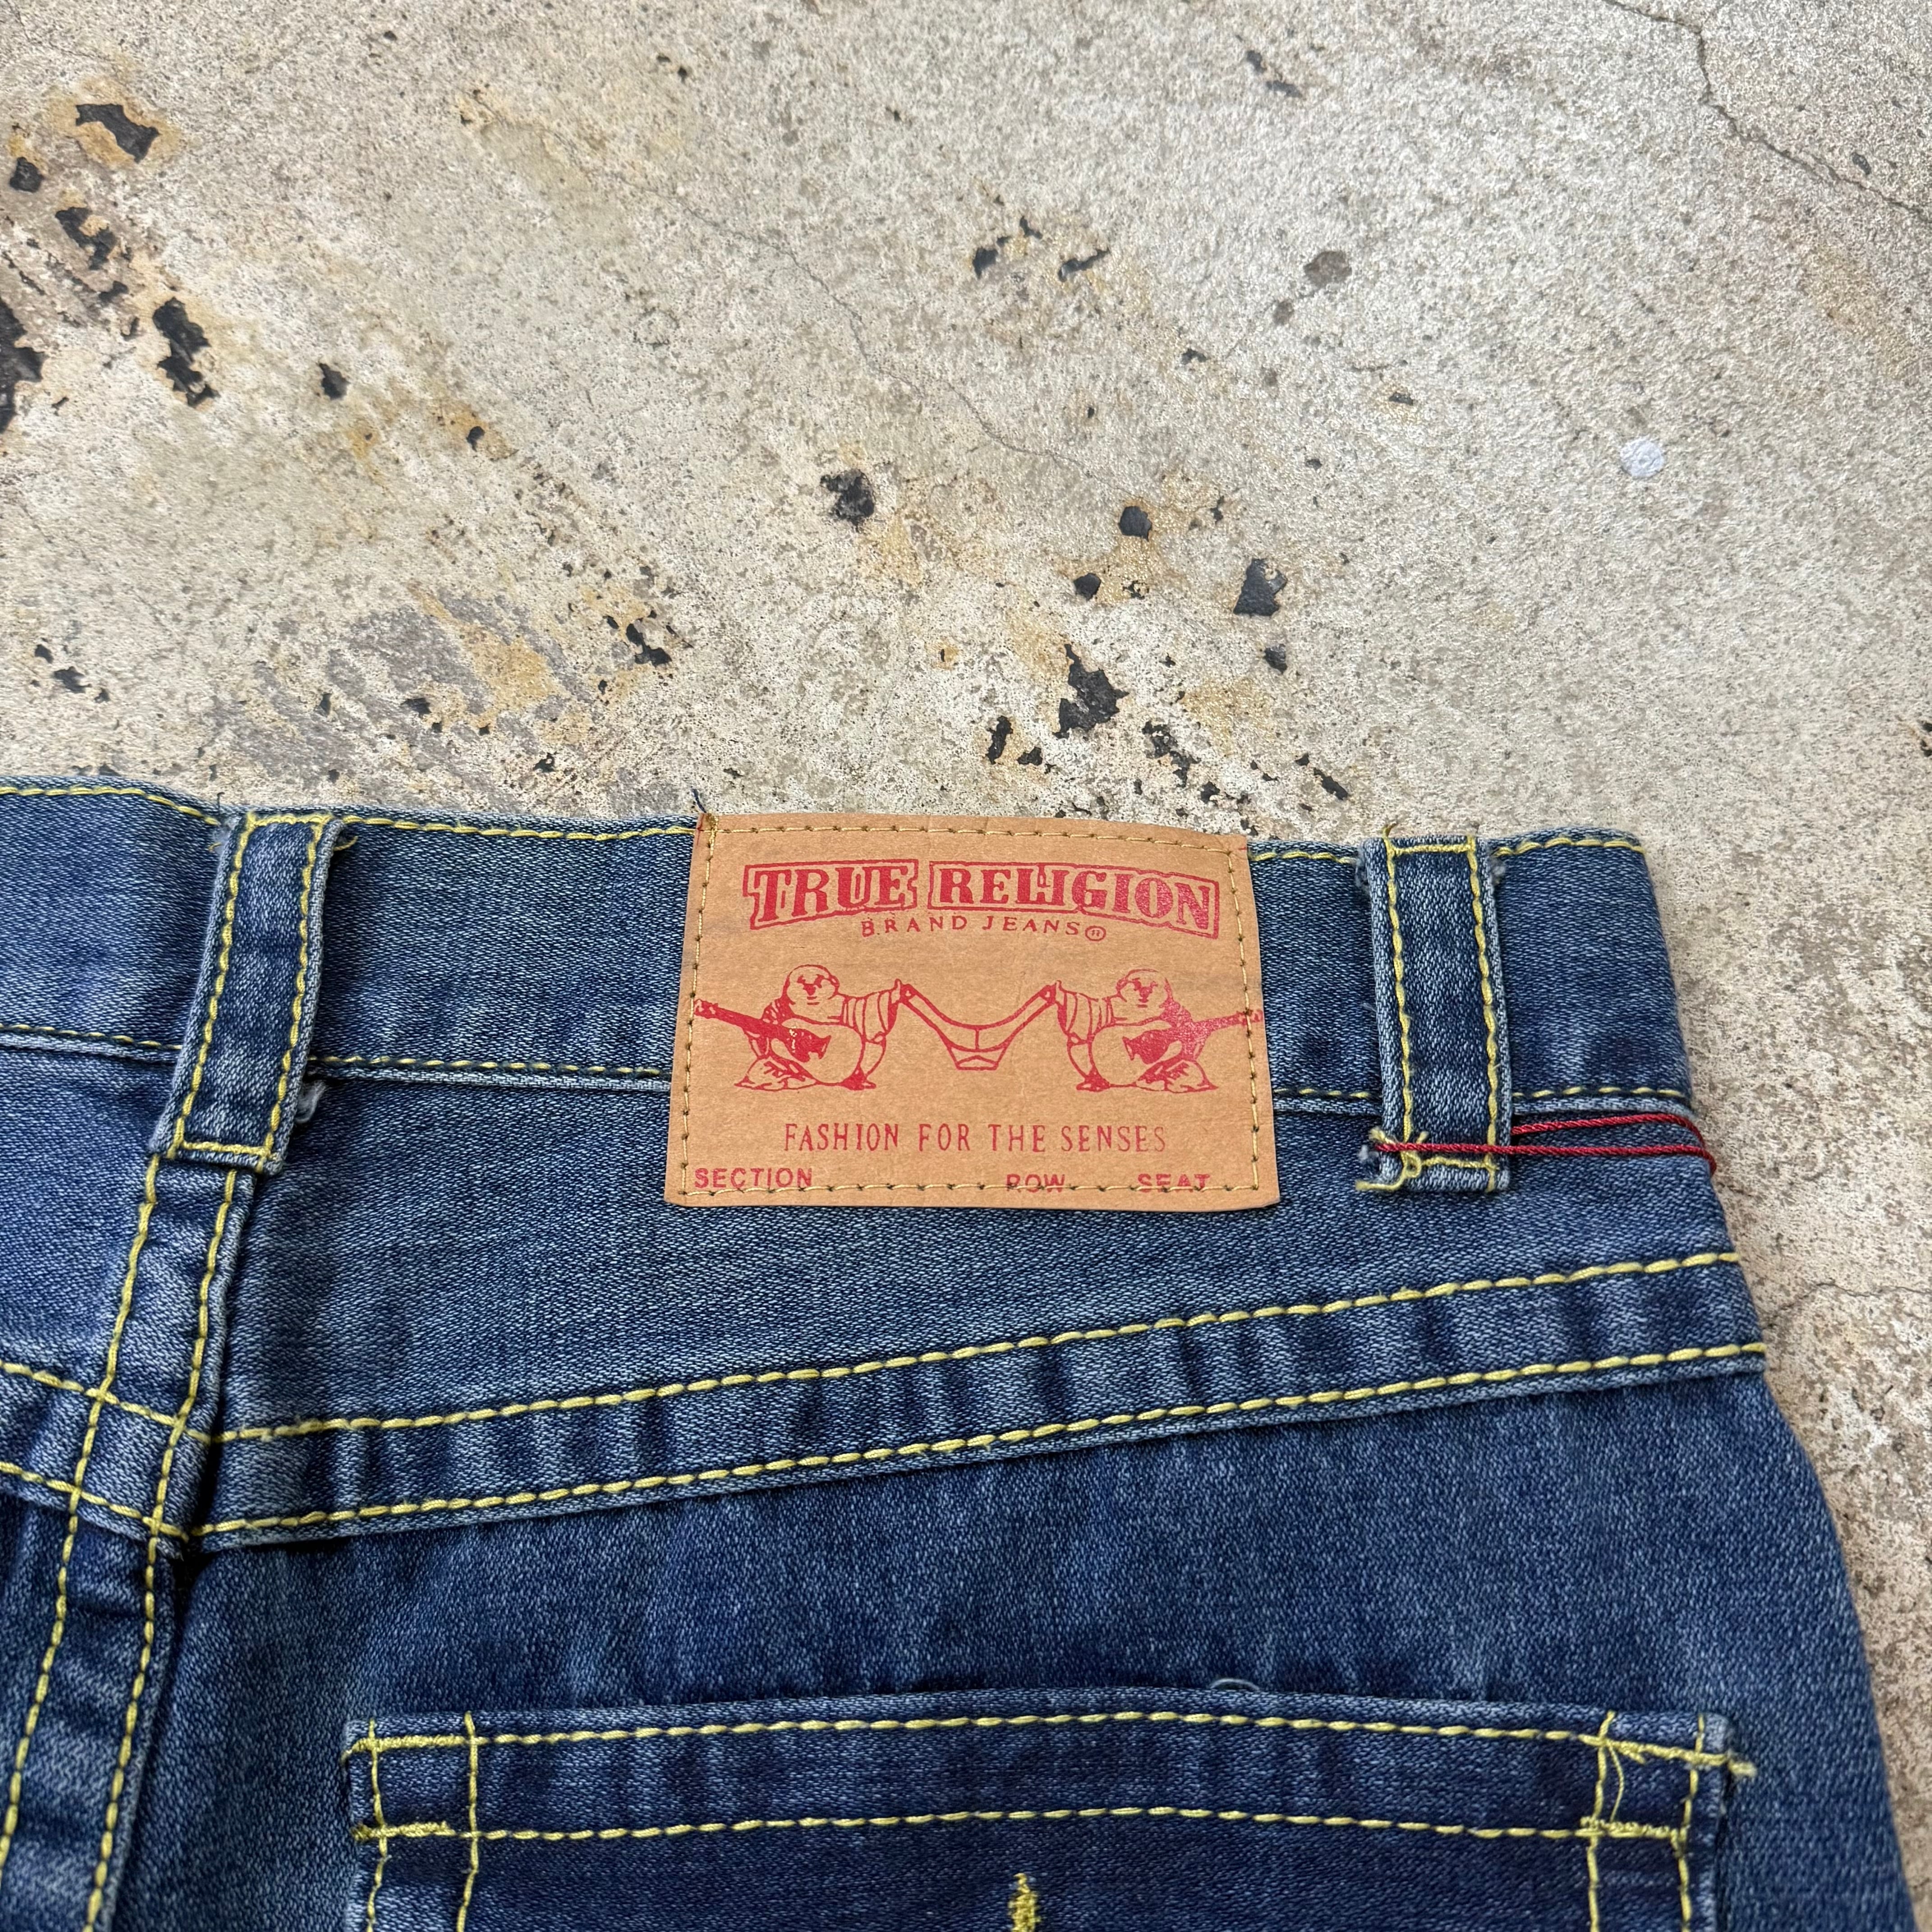 TRUE RELIGION
BRAND JEANS®
FASHION FOR THE SENSES
SECTION ROW SEAT